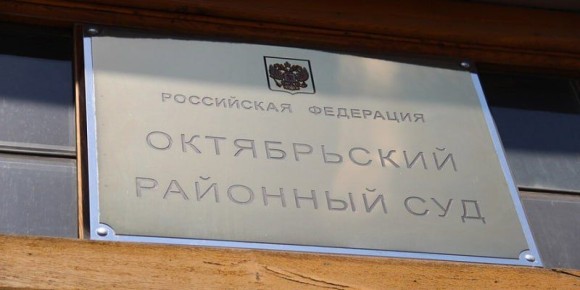 РОССИЙСКАЯ ФЕДЕРАЦИЯ
ОКТЯБРЬСКИЙ
РАЙОННЫЙ СУД